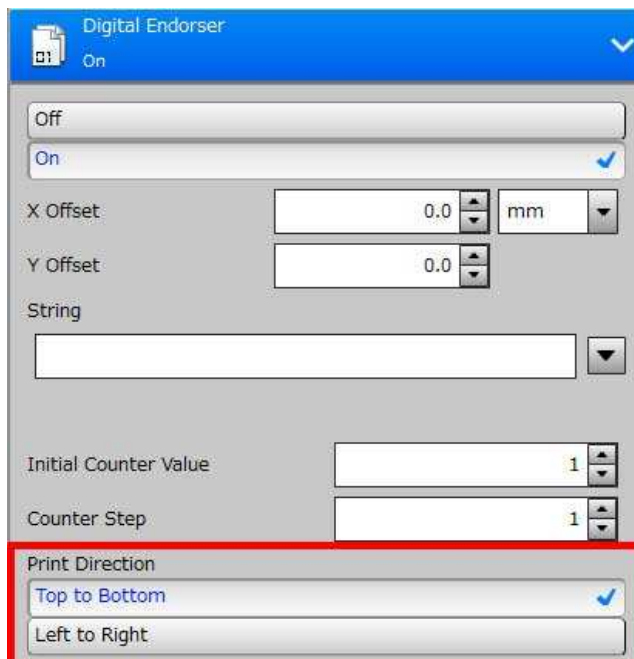 Digital Endorser
01 On
Off
On
X Offset 0.0 mm
Y Offset 0.0
String
Initial Counter Value 1
Counter Step 1
Print Direction
Top to Bottom
Left to Right